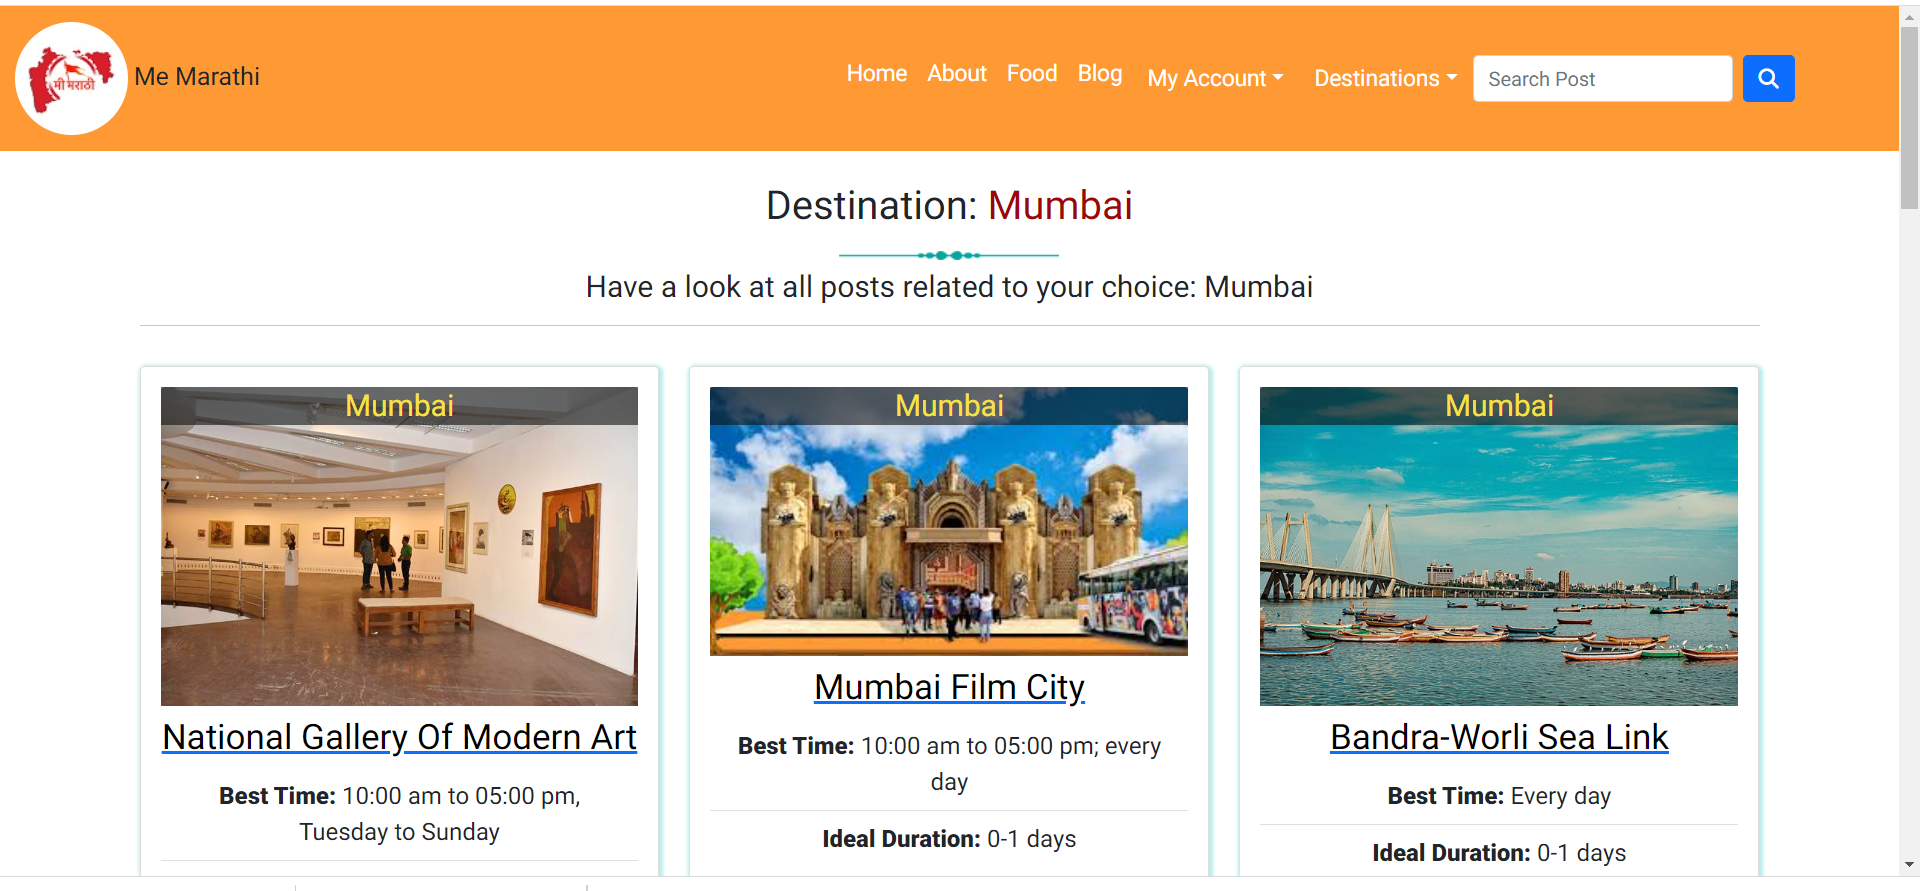 मी मराठी
Me Marathi
Home About Food Blog My Account Destinations Search Post
Destination: Mumbai
Have a look at all posts related to your choice: Mumbai
Mumbai
National Gallery Of Modern Art
Best Time: 10:00 am to 05:00 pm,
Tuesday to Sunday
Mumbai
Mumbai Film City
Best Time: 10:00 am to 05:00 pm; every
day
Ideal Duration: 0-1 days
Mumbai
Bandra-Worli Sea Link
Best Time: Every day
Ideal Duration: 0-1 days